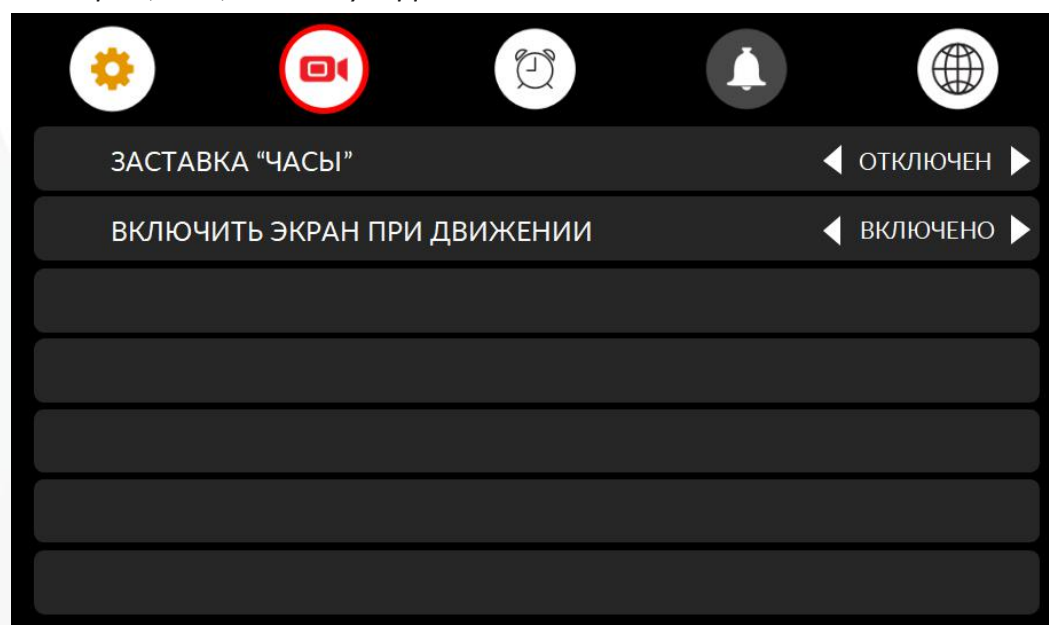 ЗАСТАВКА “ЧАСЫ”
ОТКЛЮЧЕН
ВКЛЮЧИТЬ ЭКРАН ПРИ ДВИЖЕНИИ
ВКЛЮЧЕНО